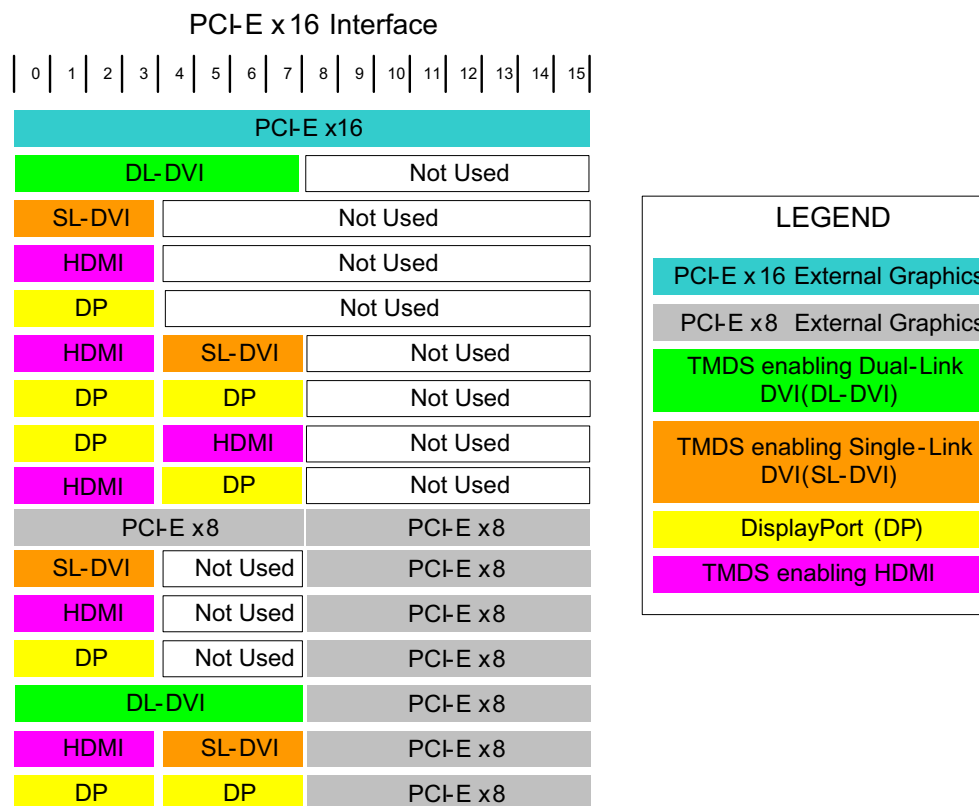 PCI-E x16 Interface
0 1 2 3 4 5 6 7 8 9 10 11 12 13 14 15
PCI-E x16
DL-DVI Not Used
SL-DVI Not Used
HDMI Not Used
DP Not Used
HDMI SL-DVI Not Used
DP DP Not Used
DP HDMI Not Used
HDMI DP Not Used
PCI-E x8 PCI-E x8
SL-DVI Not Used PCI-E x8
HDMI Not Used PCI-E x8
DP Not Used PCI-E x8
DL-DVI PCI-E x8
HDMI SL-DVI PCI-E x8
DP DP PCI-E x8
LEGEND
PCI-E x16 External Graphics
PCI-E x8 External Graphics
TMDS enabling Dual-Link
DVI(DL-DVI)
TMDS enabling Single-Link
DVI(SL-DVI)
DisplayPort (DP)
TMDS enabling HDMI